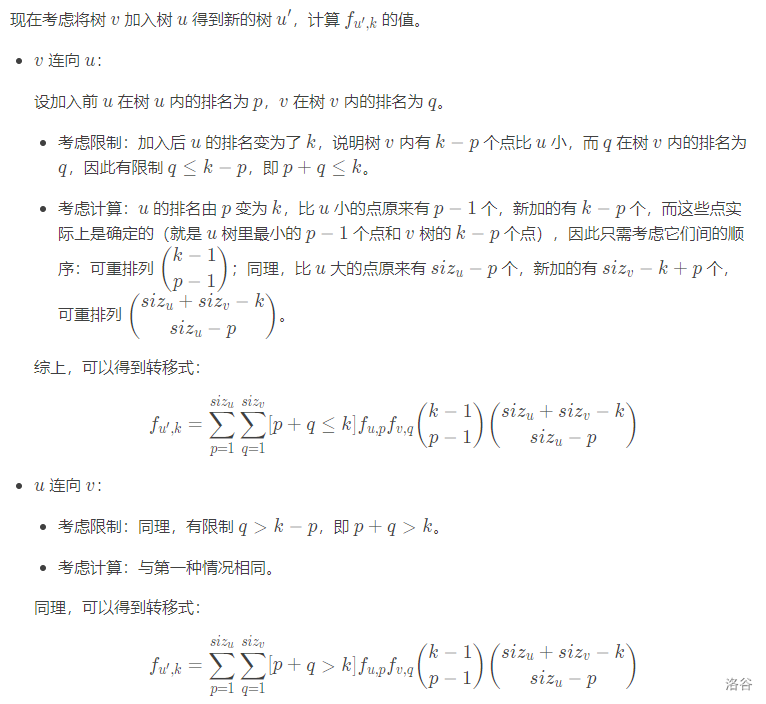 现在考虑将树 v 加入树 u 得到新的树 u′，计算 f_{u′,k} 的值。
• v 连向 u：
设加入前 u 在树 u 内的排名为 p，v 在树 v 内的排名为 q。
• 考虑限制：加入后 u 的排名变为了 k，说明树 v 内有 k − p 个点比 u 小，而 q 在树 v 内的排名为
q，因此有限制 q ≤ k − p，即 p + q ≤ k。
• 考虑计算：u 的排名由 p 变为 k，比 u 小的点原来有 p − 1 个，新加的有 k − p 个，而这些点实
际上是确定的（就是 u 树里最小的 p − 1 个点和 v 树的 k − p 个点），因此只需考虑它们间的顺
序：可重排列 \binom{k − 1}{p − 1}；同理，比 u 大的点原来有 siz_u − p 个，新加的有 siz_v − k + p 个，
可重排列 \binom{siz_u + siz_v − k}{siz_u − p}。
综上，可以得到转移式：
f_{u′,k} = \sum_{p=1}^{siz_u} \sum_{q=1}^{siz_v} [p + q ≤ k] f_{u,p} f_{v,q} \binom{k − 1}{p − 1} \binom{siz_u + siz_v − k}{siz_u − p}
• u 连向 v：
• 考虑限制：同理，有限制 q > k − p，即 p + q > k。
• 考虑计算：与第一种情况相同。
同理，可以得到转移式：
f_{u′,k} = \sum_{p=1}^{siz_u} \sum_{q=1}^{siz_v} [p + q > k] f_{u,p} f_{v,q} \binom{k − 1}{p − 1} \binom{siz_u + siz_v − k}{siz_u − p}
洛谷